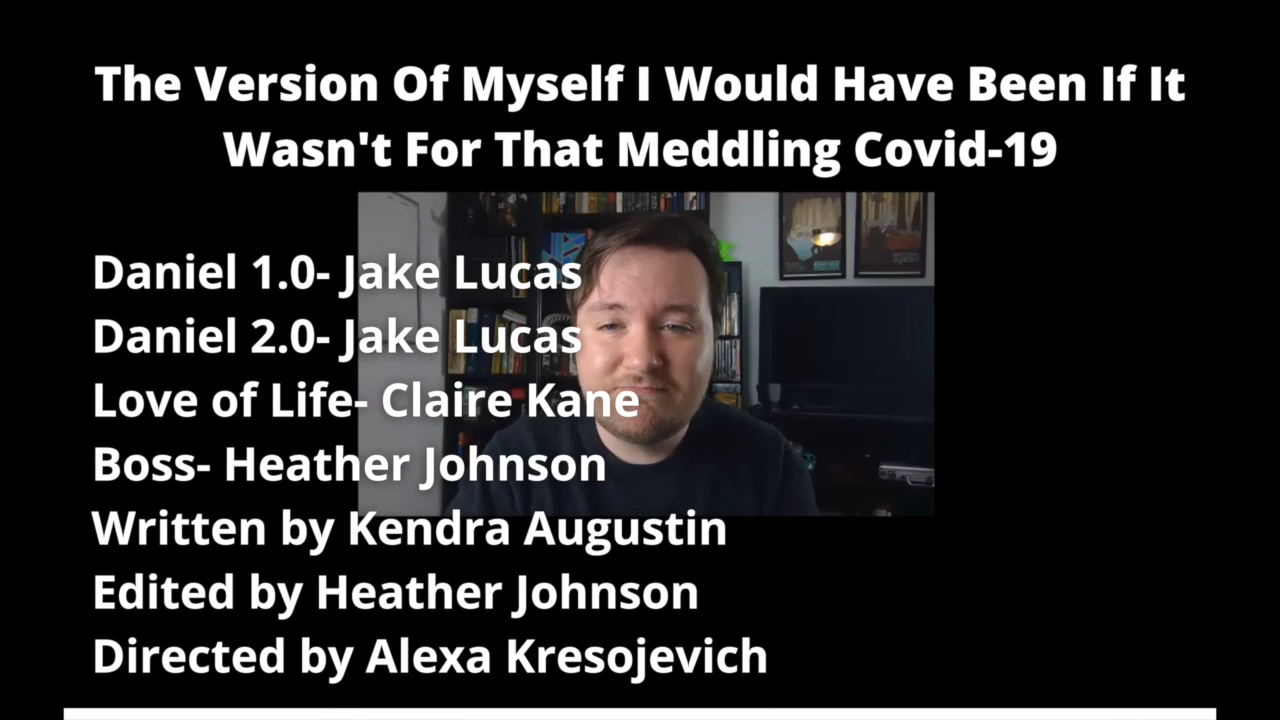 The Version Of Myself I Would Have Been If It
Wasn't For That Meddling Covid-19
Daniel 1.0- Jake Lucas
Daniel 2.0- Jake Lucas
Love of Life- Claire Kane
Boss- Heather Johnson
Written by Kendra Augustin
Edited by Heather Johnson
Directed by Alexa Kresojevich